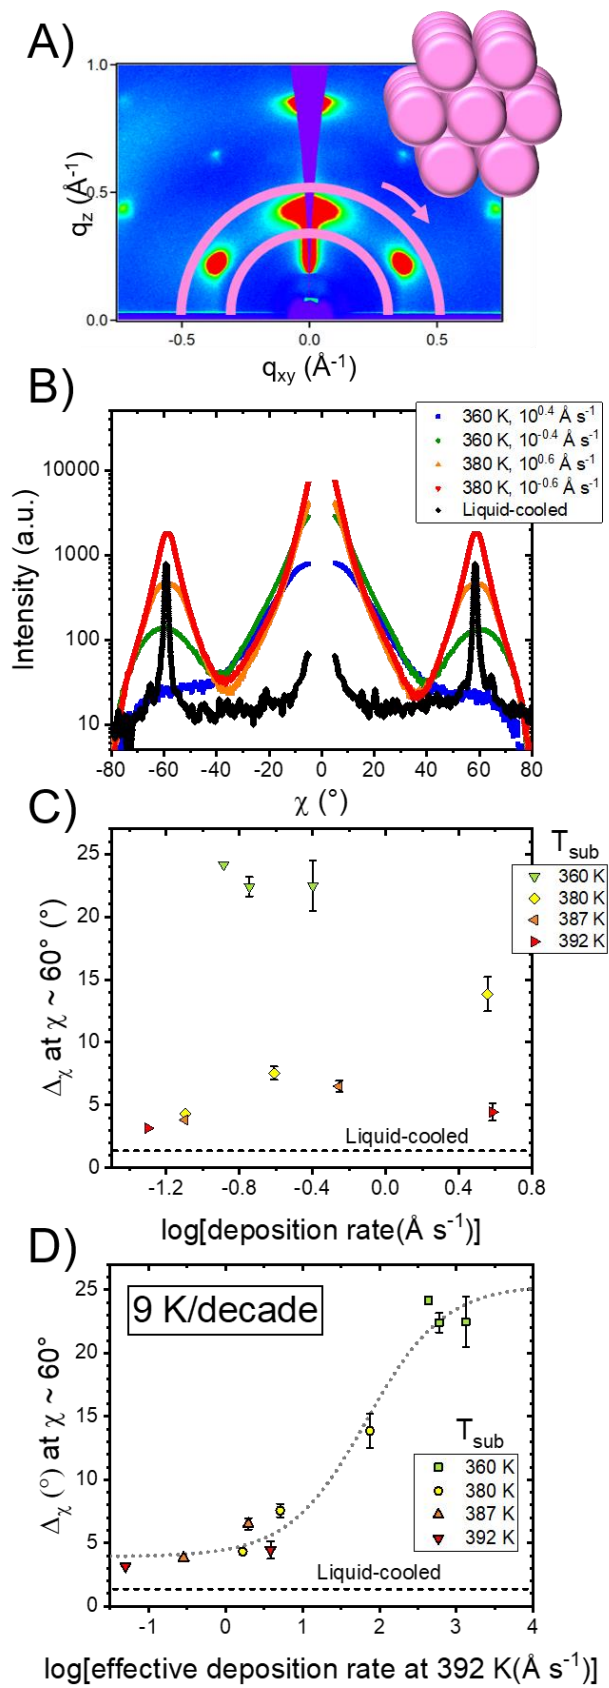 A)
1.0
0.5
0.0
q_z (Å⁻¹)
-0.5
0.0
0.5
q_xy (Å⁻¹)
B)
360 K, 10^0.4 Å s⁻¹
360 K, 10^-0.4 Å s⁻¹
380 K, 10^0.6 Å s⁻¹
380 K, 10^-0.6 Å s⁻¹
Liquid-cooled
10000
1000
100
10
Intensity (a.u.)
-80
-60
-40
-20
0
20
40
60
80
χ (°)
C)
25
20
15
10
5
0
Δ_χ at χ ~ 60° (°)
T_sub
360 K
380 K
387 K
392 K
Liquid-cooled
-1.2
-0.8
-0.4
0.0
0.4
0.8
log[deposition rate(Å s⁻¹)]
D)
9 K/decade
25
20
15
10
5
0
Δ_χ (°) at χ ~ 60°
T_sub
360 K
380 K
387 K
392 K
Liquid-cooled
-1
0
1
2
3
4
log[effective deposition rate at 392 K(Å s⁻¹)]